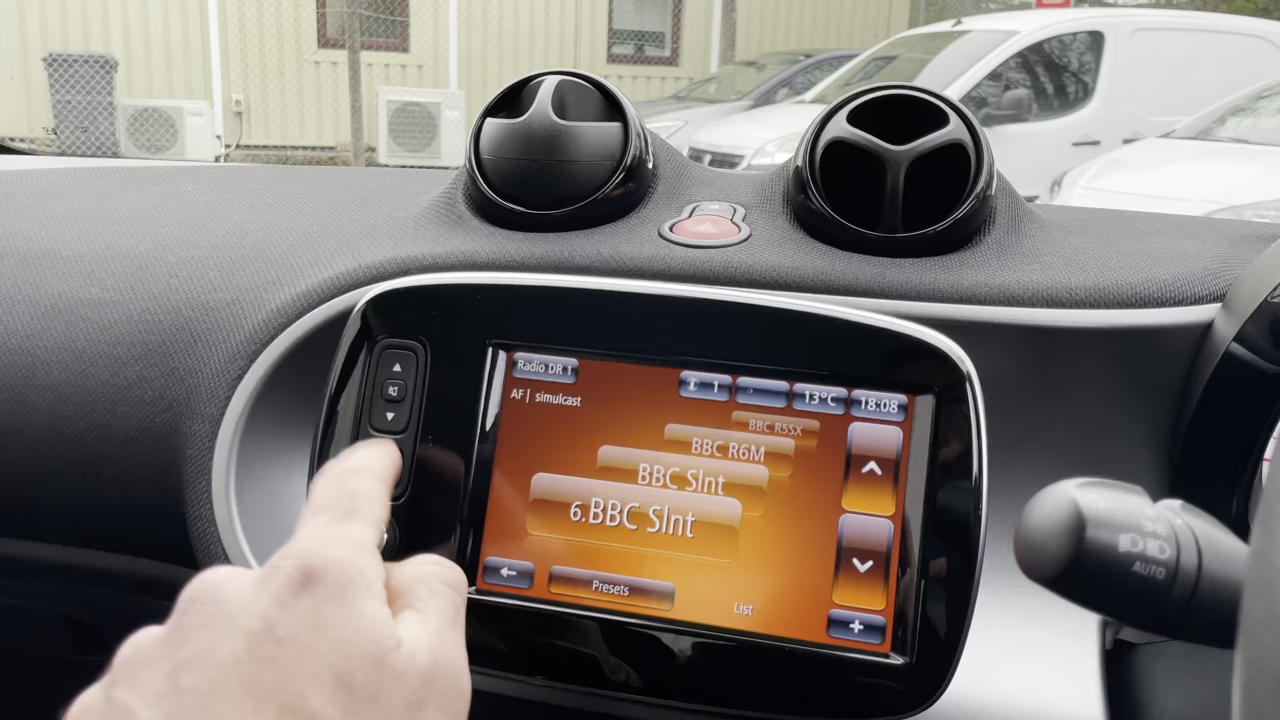 Radio DR 1
1
13°C
18:08
AF | simulcast
BBC R5SX
BBC R6M
BBC SInt
6.BBC SInt
Presets
List
AUTO